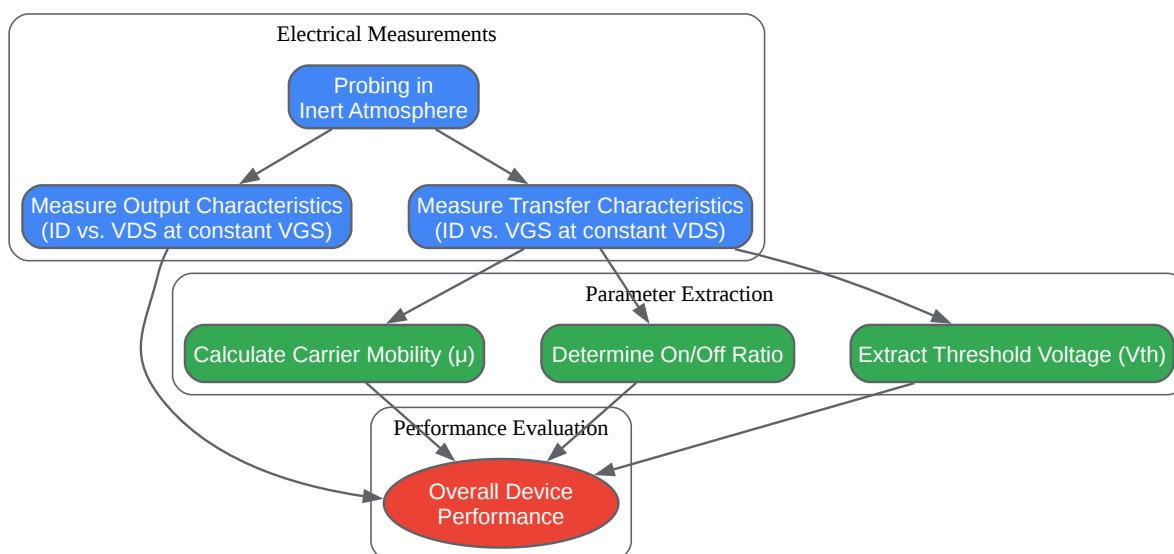 Electrical Measurements
Probing in
Inert Atmosphere
Measure Output Characteristics
(ID vs. VDS at constant VGS)
Measure Transfer Characteristics
(ID vs. VGS at constant VDS)
Parameter Extraction
Calculate Carrier Mobility (μ)
Determine On/Off Ratio
Extract Threshold Voltage (Vth)
Performance Evaluation
Overall Device
Performance